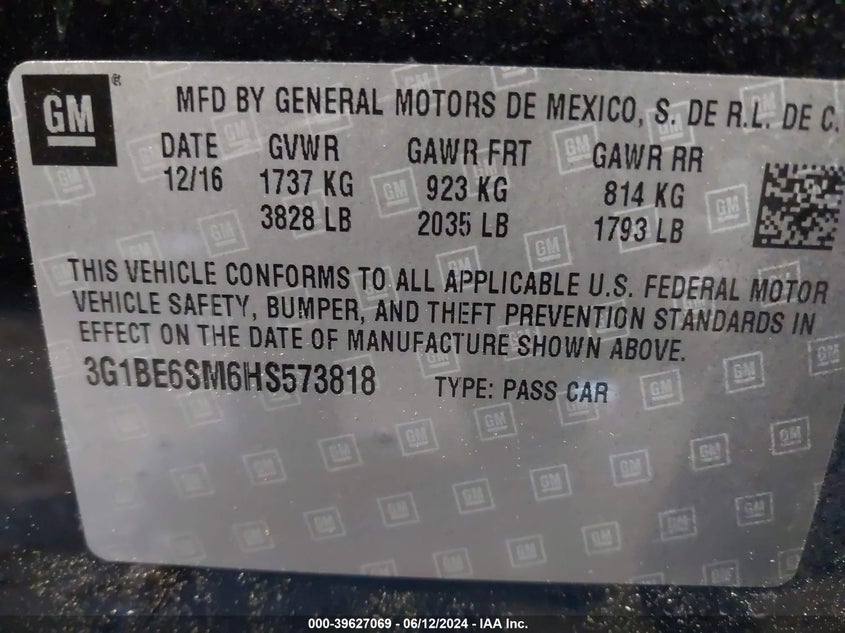 GM®
MFD BY GENERAL MOTORS DE MEXICO, S. DE R.L. DE C.
DATE GVWR GAWR FRT GAWR RR
12/16 1737 KG 923 KG 814 KG
3828 LB 2035 LB 1793 LB
THIS VEHICLE CONFORMS TO ALL APPLICABLE U.S. FEDERAL MOTOR
VEHICLE SAFETY, BUMPER, AND THEFT PREVENTION STANDARDS IN
EFFECT ON THE DATE OF MANUFACTURE SHOWN ABOVE.
3G1BE6SM6HS573818 TYPE: PASS CAR
000-39627069 - 06/12/2024 - IAA Inc.